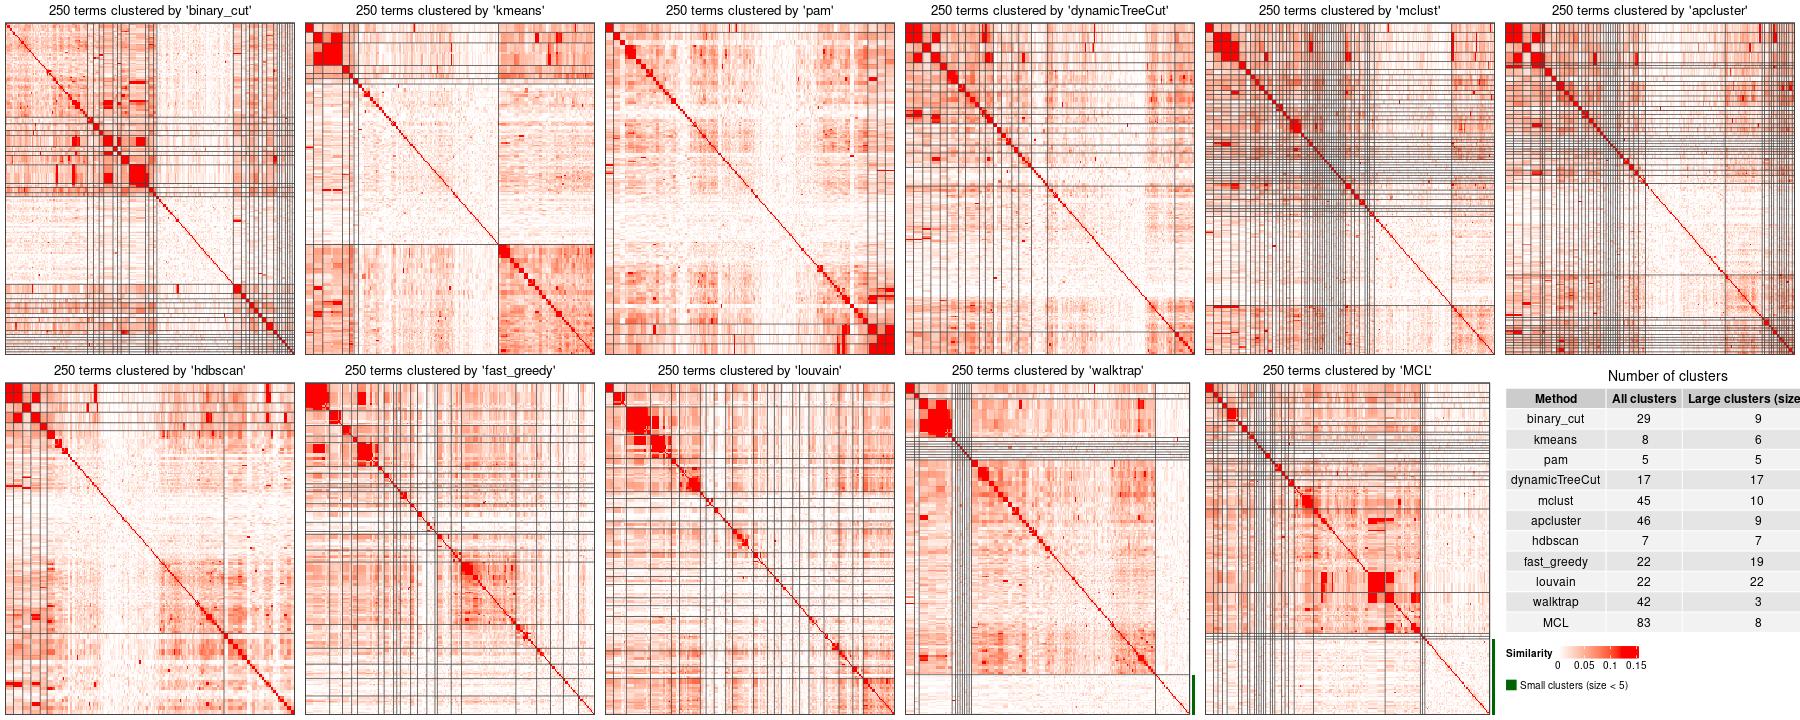 250 terms clustered by 'binary_cut'
250 terms clustered by 'kmeans'
250 terms clustered by 'pam'
250 terms clustered by 'dynamicTreeCut'
250 terms clustered by 'mclust'
250 terms clustered by 'apcluster'
250 terms clustered by 'hdbscan'
250 terms clustered by 'fast_greedy'
250 terms clustered by 'louvain'
250 terms clustered by 'walktrap'
250 terms clustered by 'MCL'
Number of clusters
Method All clusters Large clusters (size
binary_cut 29 9
kmeans 8 6
pam 5 5
dynamicTreeCut 17 17
mclust 45 10
apcluster 46 9
hdbscan 7 7
fast_greedy 22 19
louvain 22 22
walktrap 42 3
MCL 83 8
Similarity
0 0.05 0.1 0.15
Small clusters (size < 5)